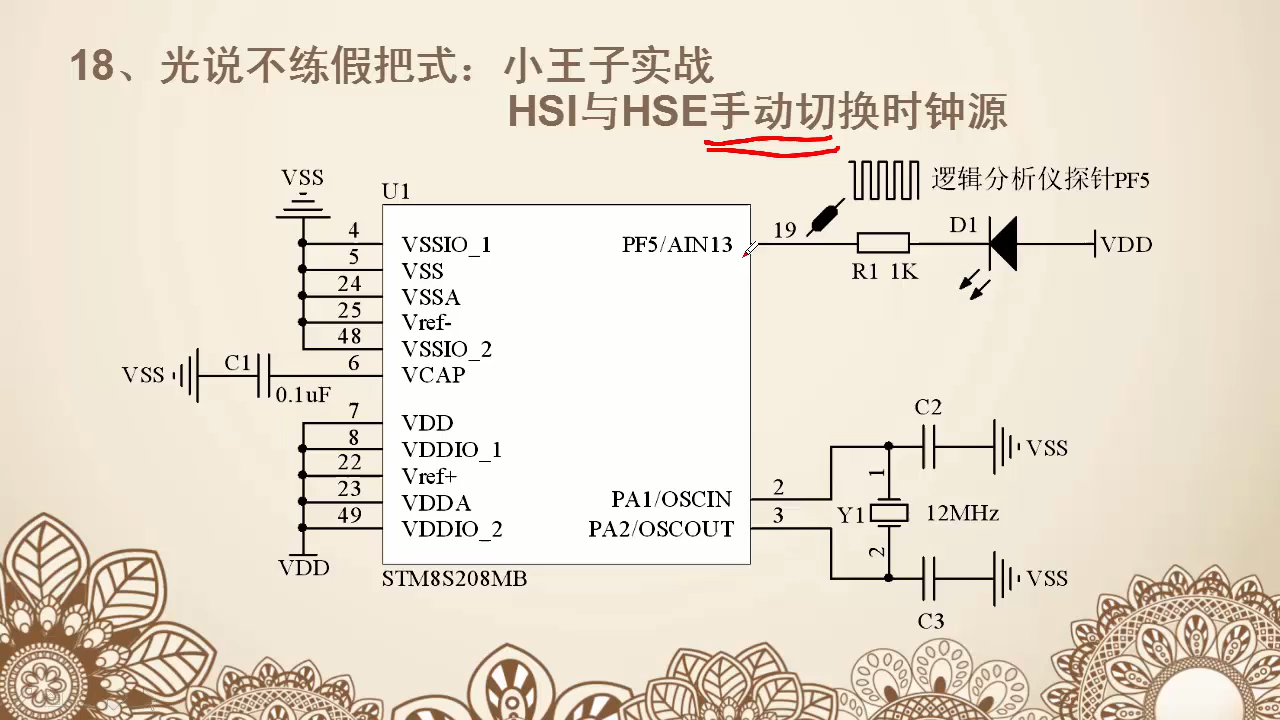 18、光说不练假把式：小王子实战
HSI与HSE手动切换时钟源
VSS
U1
逻辑分析仪探针PF5
4
VSSIO_1
PF5/AIN13
19
D1
VDD
R1 1K
5
VSS
24
VSSA
25
Vref-
48
VSSIO_2
VSS
C1
0.1uF
6
VCAP
7
VDD
8
VDDIO_1
22
Vref+
23
VDDA
49
VDDIO_2
VDD
PA1/OSCIN
2
PA2/OSCOUT
3
C2
VSS
1
Y1
12MHz
2
VSS
C3
STM8S208MB